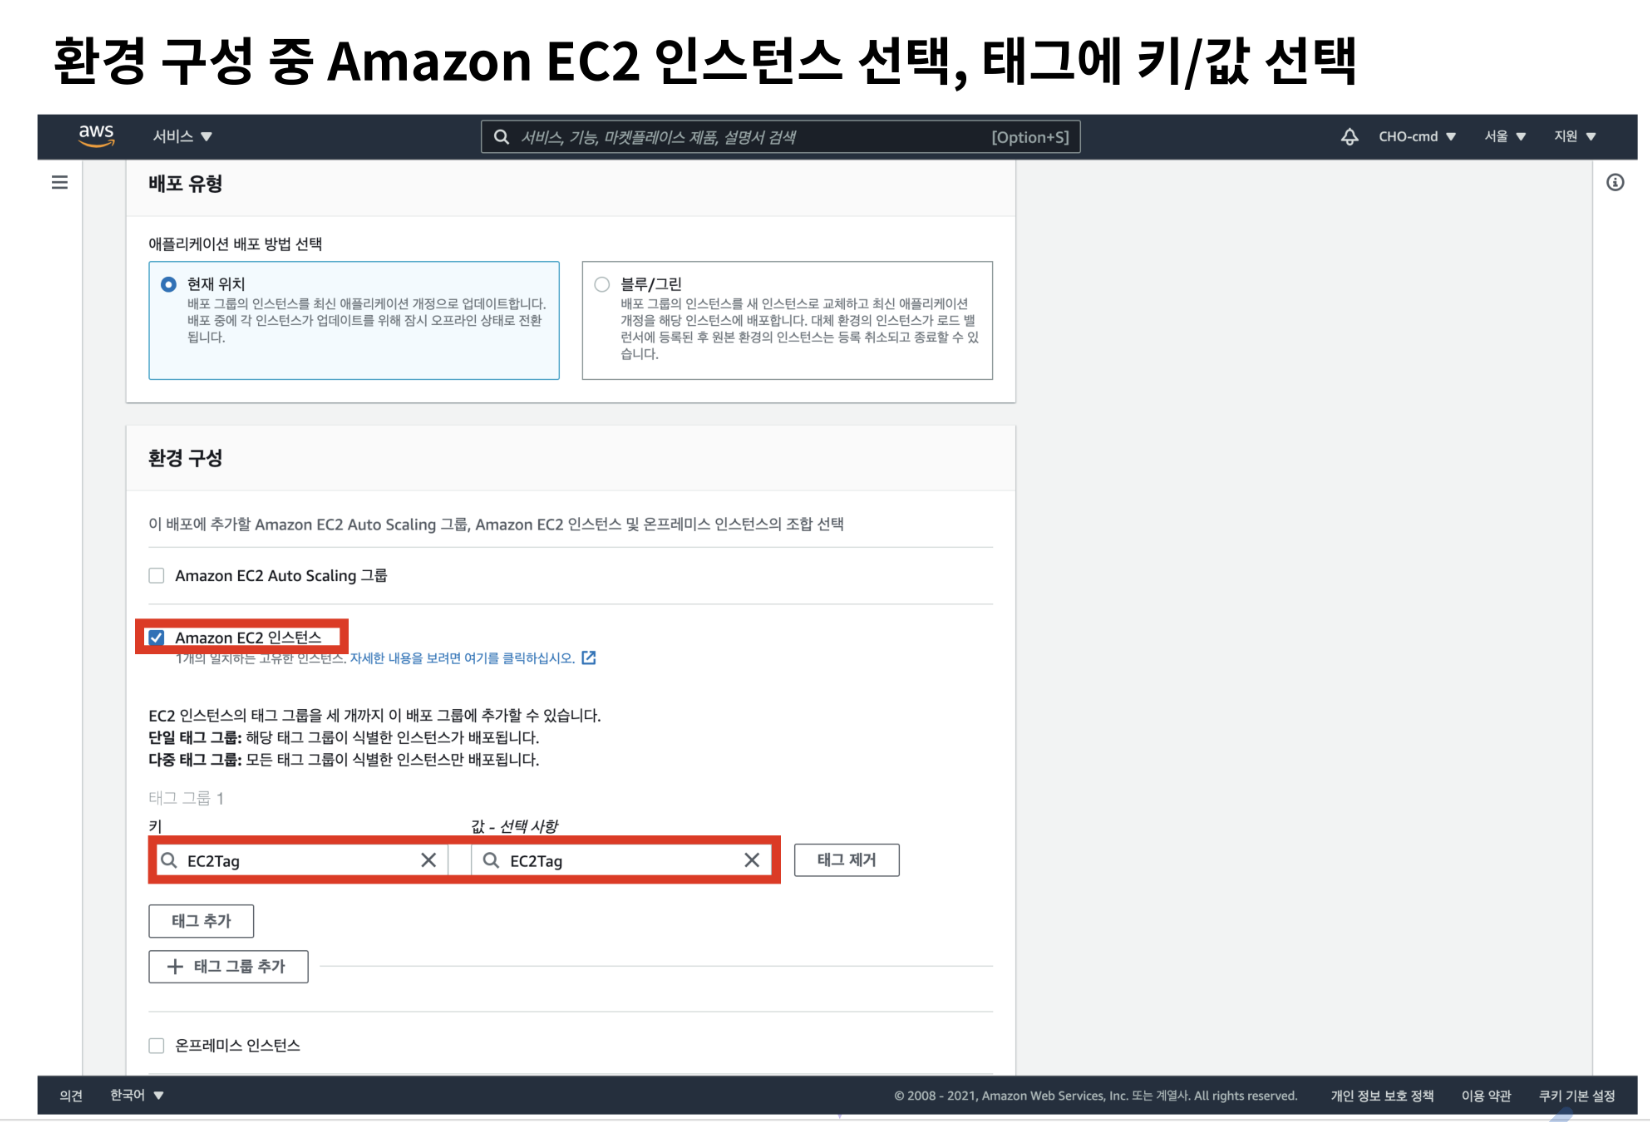 환경 구성 중 Amazon EC2 인스턴스 선택, 태그에 키/값 선택
aws 서비스 ▼ 서비스, 기능, 마켓플레이스 제품, 설명서 검색 [Option+S] CHO-cmd ▼ 서울 ▼ 지원 ▼
배포 유형
애플리케이션 배포 방법 선택
현재 위치
배포 그룹의 인스턴스를 최신 애플리케이션 개정으로 업데이트합니다.
배포 중에 각 인스턴스가 업데이트를 위해 잠시 오프라인 상태로 전환
됩니다.
블루/그린
배포 그룹의 인스턴스를 새 인스턴스로 교체하고 최신 애플리케이션
개정을 해당 인스턴스에 배포합니다. 대체 환경의 인스턴스가 로드 밸
런서에 등록된 후 원본 환경의 인스턴스는 등록 취소되고 종료할 수 있
습니다.
환경 구성
이 배포에 추가할 Amazon EC2 Auto Scaling 그룹, Amazon EC2 인스턴스 및 온프레미스 인스턴스의 조합 선택
Amazon EC2 Auto Scaling 그룹
Amazon EC2 인스턴스
1개의 일치하는 고유한 인스턴스. 자세한 내용을 보려면 여기를 클릭하십시오.
EC2 인스턴스의 태그 그룹을 세 개까지 이 배포 그룹에 추가할 수 있습니다.
단일 태그 그룹: 해당 태그 그룹이 식별한 인스턴스가 배포됩니다.
다중 태그 그룹: 모든 태그 그룹이 식별한 인스턴스만 배포됩니다.
태그 그룹 1
키 값 - 선택 사항
EC2Tag EC2Tag 태그 제거
태그 추가
태그 그룹 추가
온프레미스 인스턴스
의견 한국어 ▼ © 2008 - 2021, Amazon Web Services, Inc. 또는 계열사. All rights reserved. 개인 정보 보호 정책 이용 약관 쿠키 기본 설정